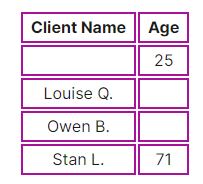 Client Name Age
25
Louise Q.
Owen B.
Stan L. 71